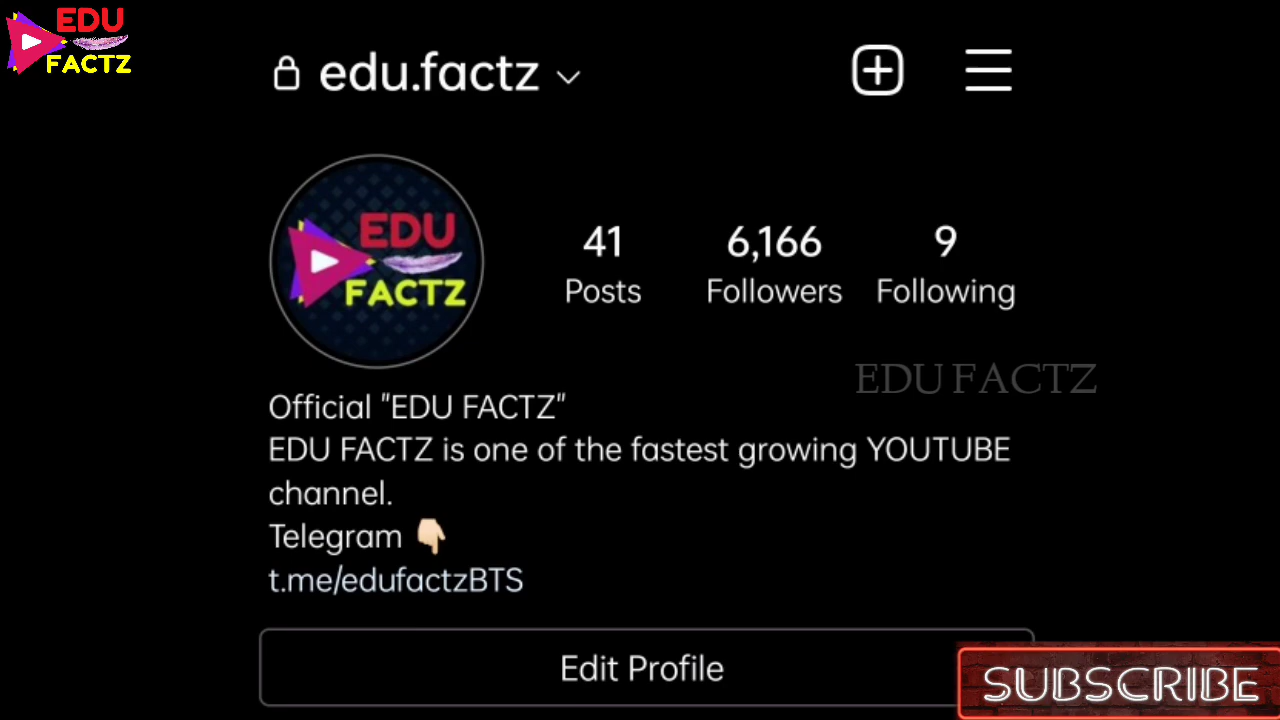 EDU
FACTZ
edu.factz
EDU
FACTZ
41
6,166
9
Posts
Followers
Following
EDU FACTZ
Official "EDU FACTZ"
EDU FACTZ is one of the fastest growing YOUTUBE
channel.
Telegram 👇🏻
t.me/edufactzBTS
Edit Profile
SUBSCRIBE